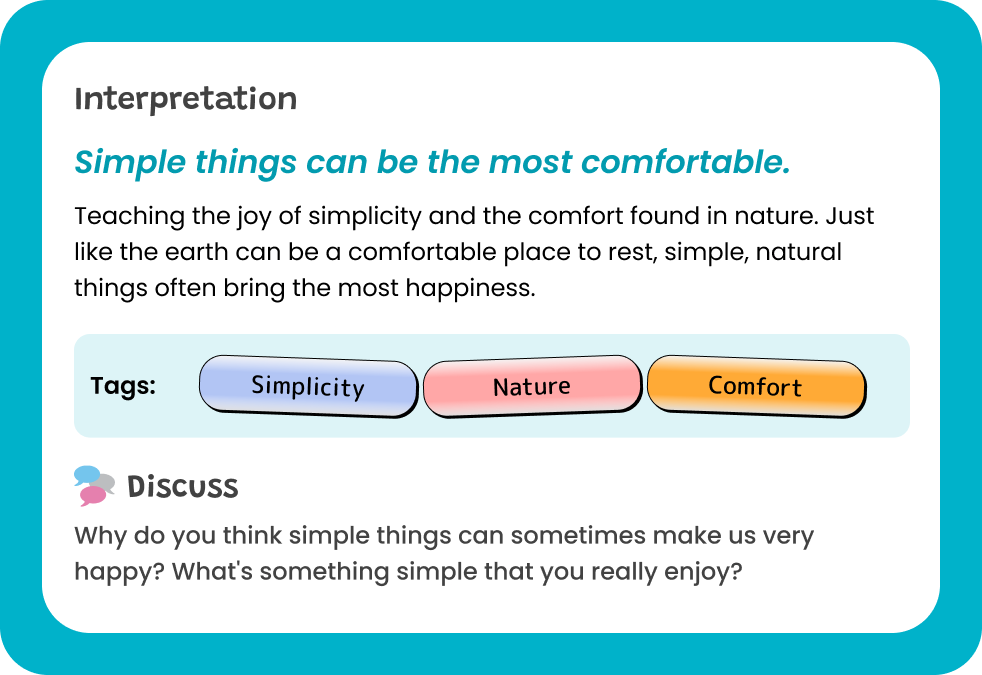 Interpretation
Simple things can be the most comfortable.
Teaching the joy of simplicity and the comfort found in nature. Just
like the earth can be a comfortable place to rest, simple, natural
things often bring the most happiness.
Tags: Simplicity Nature Comfort
Discuss
Why do you think simple things can sometimes make us very
happy? What's something simple that you really enjoy?